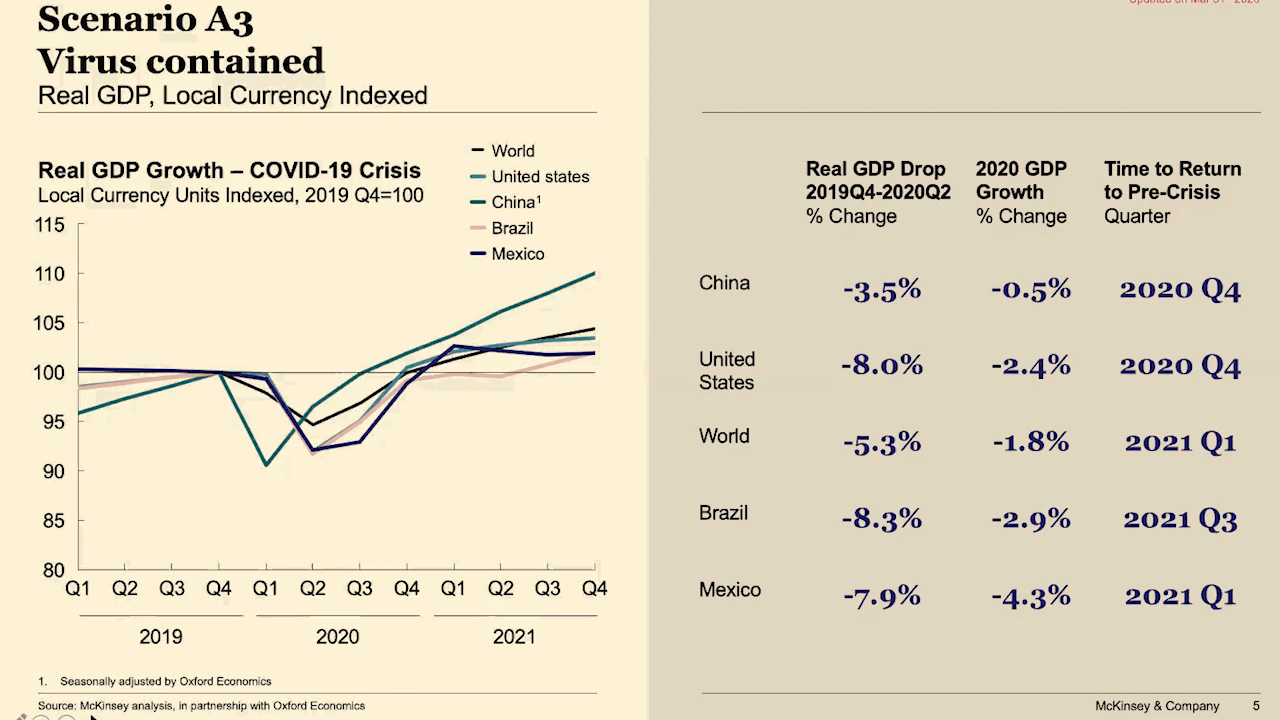 Scenario A3
Virus contained
Real GDP, Local Currency Indexed
Real GDP Growth – COVID-19 Crisis
Local Currency Units Indexed, 2019 Q4=100
World
United states
China¹
Brazil
Mexico
115
110
105
100
95
90
85
80
Q1 Q2 Q3 Q4 Q1 Q2 Q3 Q4 Q1 Q2 Q3 Q4
2019 2020 2021
1. Seasonally adjusted by Oxford Economics
Source: McKinsey analysis, in partnership with Oxford Economics
Real GDP Drop 2020 GDP Time to Return
2019Q4-2020Q2 Growth to Pre-Crisis
% Change % Change Quarter
China -3.5% -0.5% 2020 Q4
United
States -8.0% -2.4% 2020 Q4
World -5.3% -1.8% 2021 Q1
Brazil -8.3% -2.9% 2021 Q3
Mexico -7.9% -4.3% 2021 Q1
McKinsey & Company 5